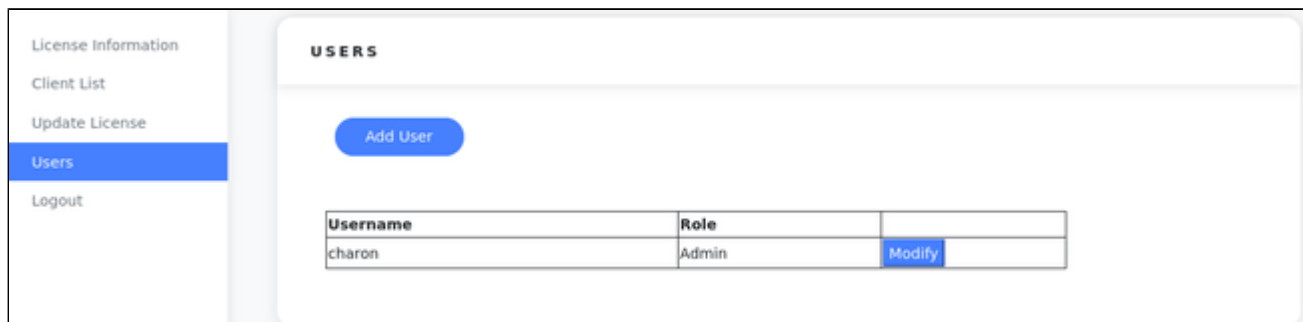 License Information
Client List
Update License
Users
Logout
USERS
Add User
Username Role
charon Admin Modify